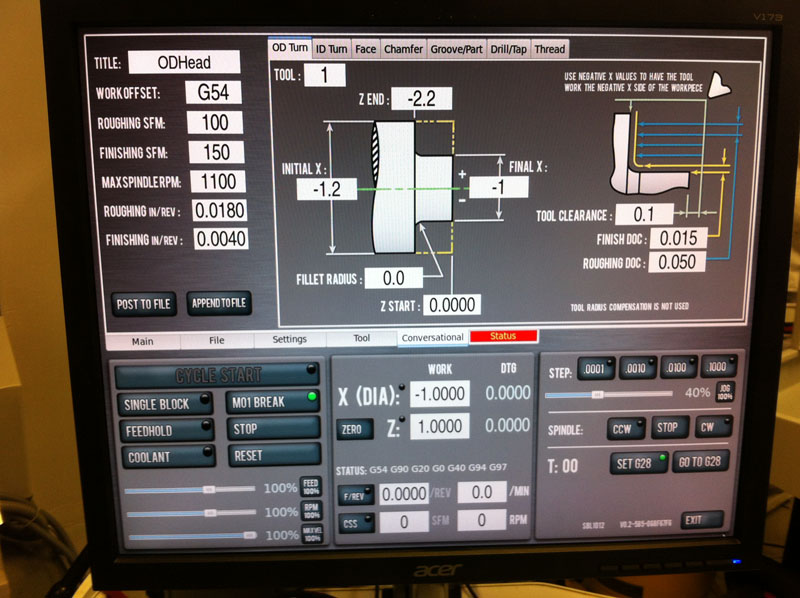 V173
TITLE: ODHead
WORK OFFSET: G54
ROUGHING SFM: 100
FINISHING SFM: 150
MAX SPINDLE RPM: 1100
ROUGHING IN/REV: 0.0180
FINISHING IN/REV: 0.0040
POST TO FILE APPEND TO FILE
OD Turn ID Turn Face Chamfer Groove/Part Drill/Tap Thread
TOOL: 1
Z END: -2.2
INITIAL X: -1.2
FINAL X: -1
+
-
FILLET RADIUS: 0.0
Z START: 0.0000
USE NEGATIVE X VALUES TO HAVE THE TOOL
WORK THE NEGATIVE X SIDE OF THE WORKPIECE
TOOL CLEARANCE: 0.1
FINISH DOC: 0.015
ROUGHING DOC: 0.050
TOOL RADIUS COMPENSATION IS NOT USED
Main File Settings Tool Conversational Status
CYCLE START
SINGLE BLOCK M01 BREAK
FEEDHOLD STOP
COOLANT RESET
100% FEED 100%
100% RPM 100%
100% MAXVEL 100%
WORK DTG
X (DIA): -1.0000 0.0000
ZERO Z: 1.0000 0.0000
STATUS: G54 G90 G20 G0 G40 G94 G97
F/REV 0.0000 /REV 0.0 /MIN
CSS 0 SFM 0 RPM
STEP: .0001 .0010 .0100 .1000
40% JOG 100%
SPINDLE: CCW STOP CW
T: 00 SET G28 GO TO G28
EXIT
acer